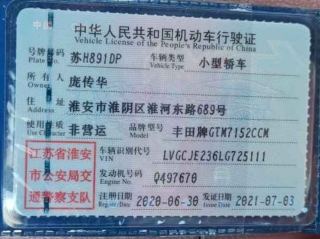 中华人民共和国机动车行驶证
Vehicle License of the People's Republic of China
号牌号码 Plate No. 苏H891DP 车辆类型 Vehicle Type 小型轿车
所有人 Owner 庞传华
住址 Address 淮安市淮阴区淮河东路689号
使用性质 Use Character 非营运 品牌型号 Model 丰田牌GTM7152CCM
江苏省淮安市公安局交通警察支队
车辆识别代号 VIN LVGCJE236LG725111
发动机号码 Engine No. Q497670
注册日期 Register Date 2020-06-30 发证日期 Issue Date 2021-07-03